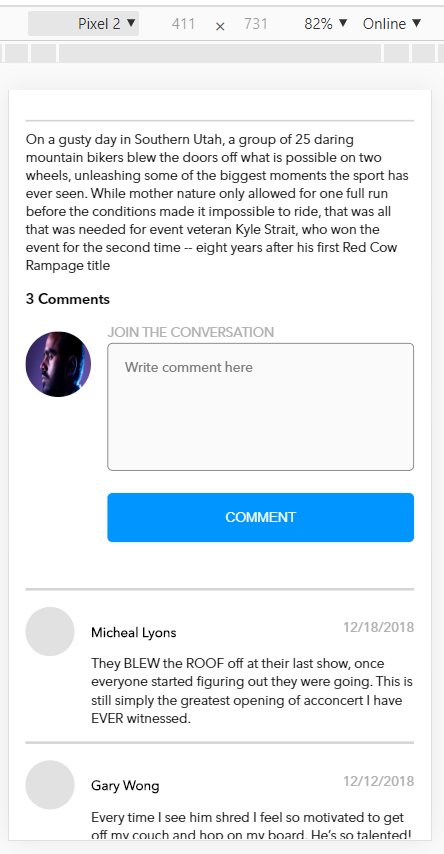 Pixel 2 ▼ 411 × 731 82% ▼ Online ▼
On a gusty day in Southern Utah, a group of 25 daring
mountain bikers blew the doors off what is possible on two
wheels, unleashing some of the biggest moments the sport has
ever seen. While mother nature only allowed for one full run
before the conditions made it impossible to ride, that was all
that was needed for event veteran Kyle Strait, who won the
event for the second time -- eight years after his first Red Cow
Rampage title
3 Comments
JOIN THE CONVERSATION
Write comment here
COMMENT
Micheal Lyons 12/18/2018
They BLEW the ROOF off at their last show, once
everyone started figuring out they were going. This is
still simply the greatest opening of acconcert I have
EVER witnessed.
Gary Wong 12/12/2018
Every time I see him shred I feel so motivated to get
off my couch and hop on my board. He’s so talented!